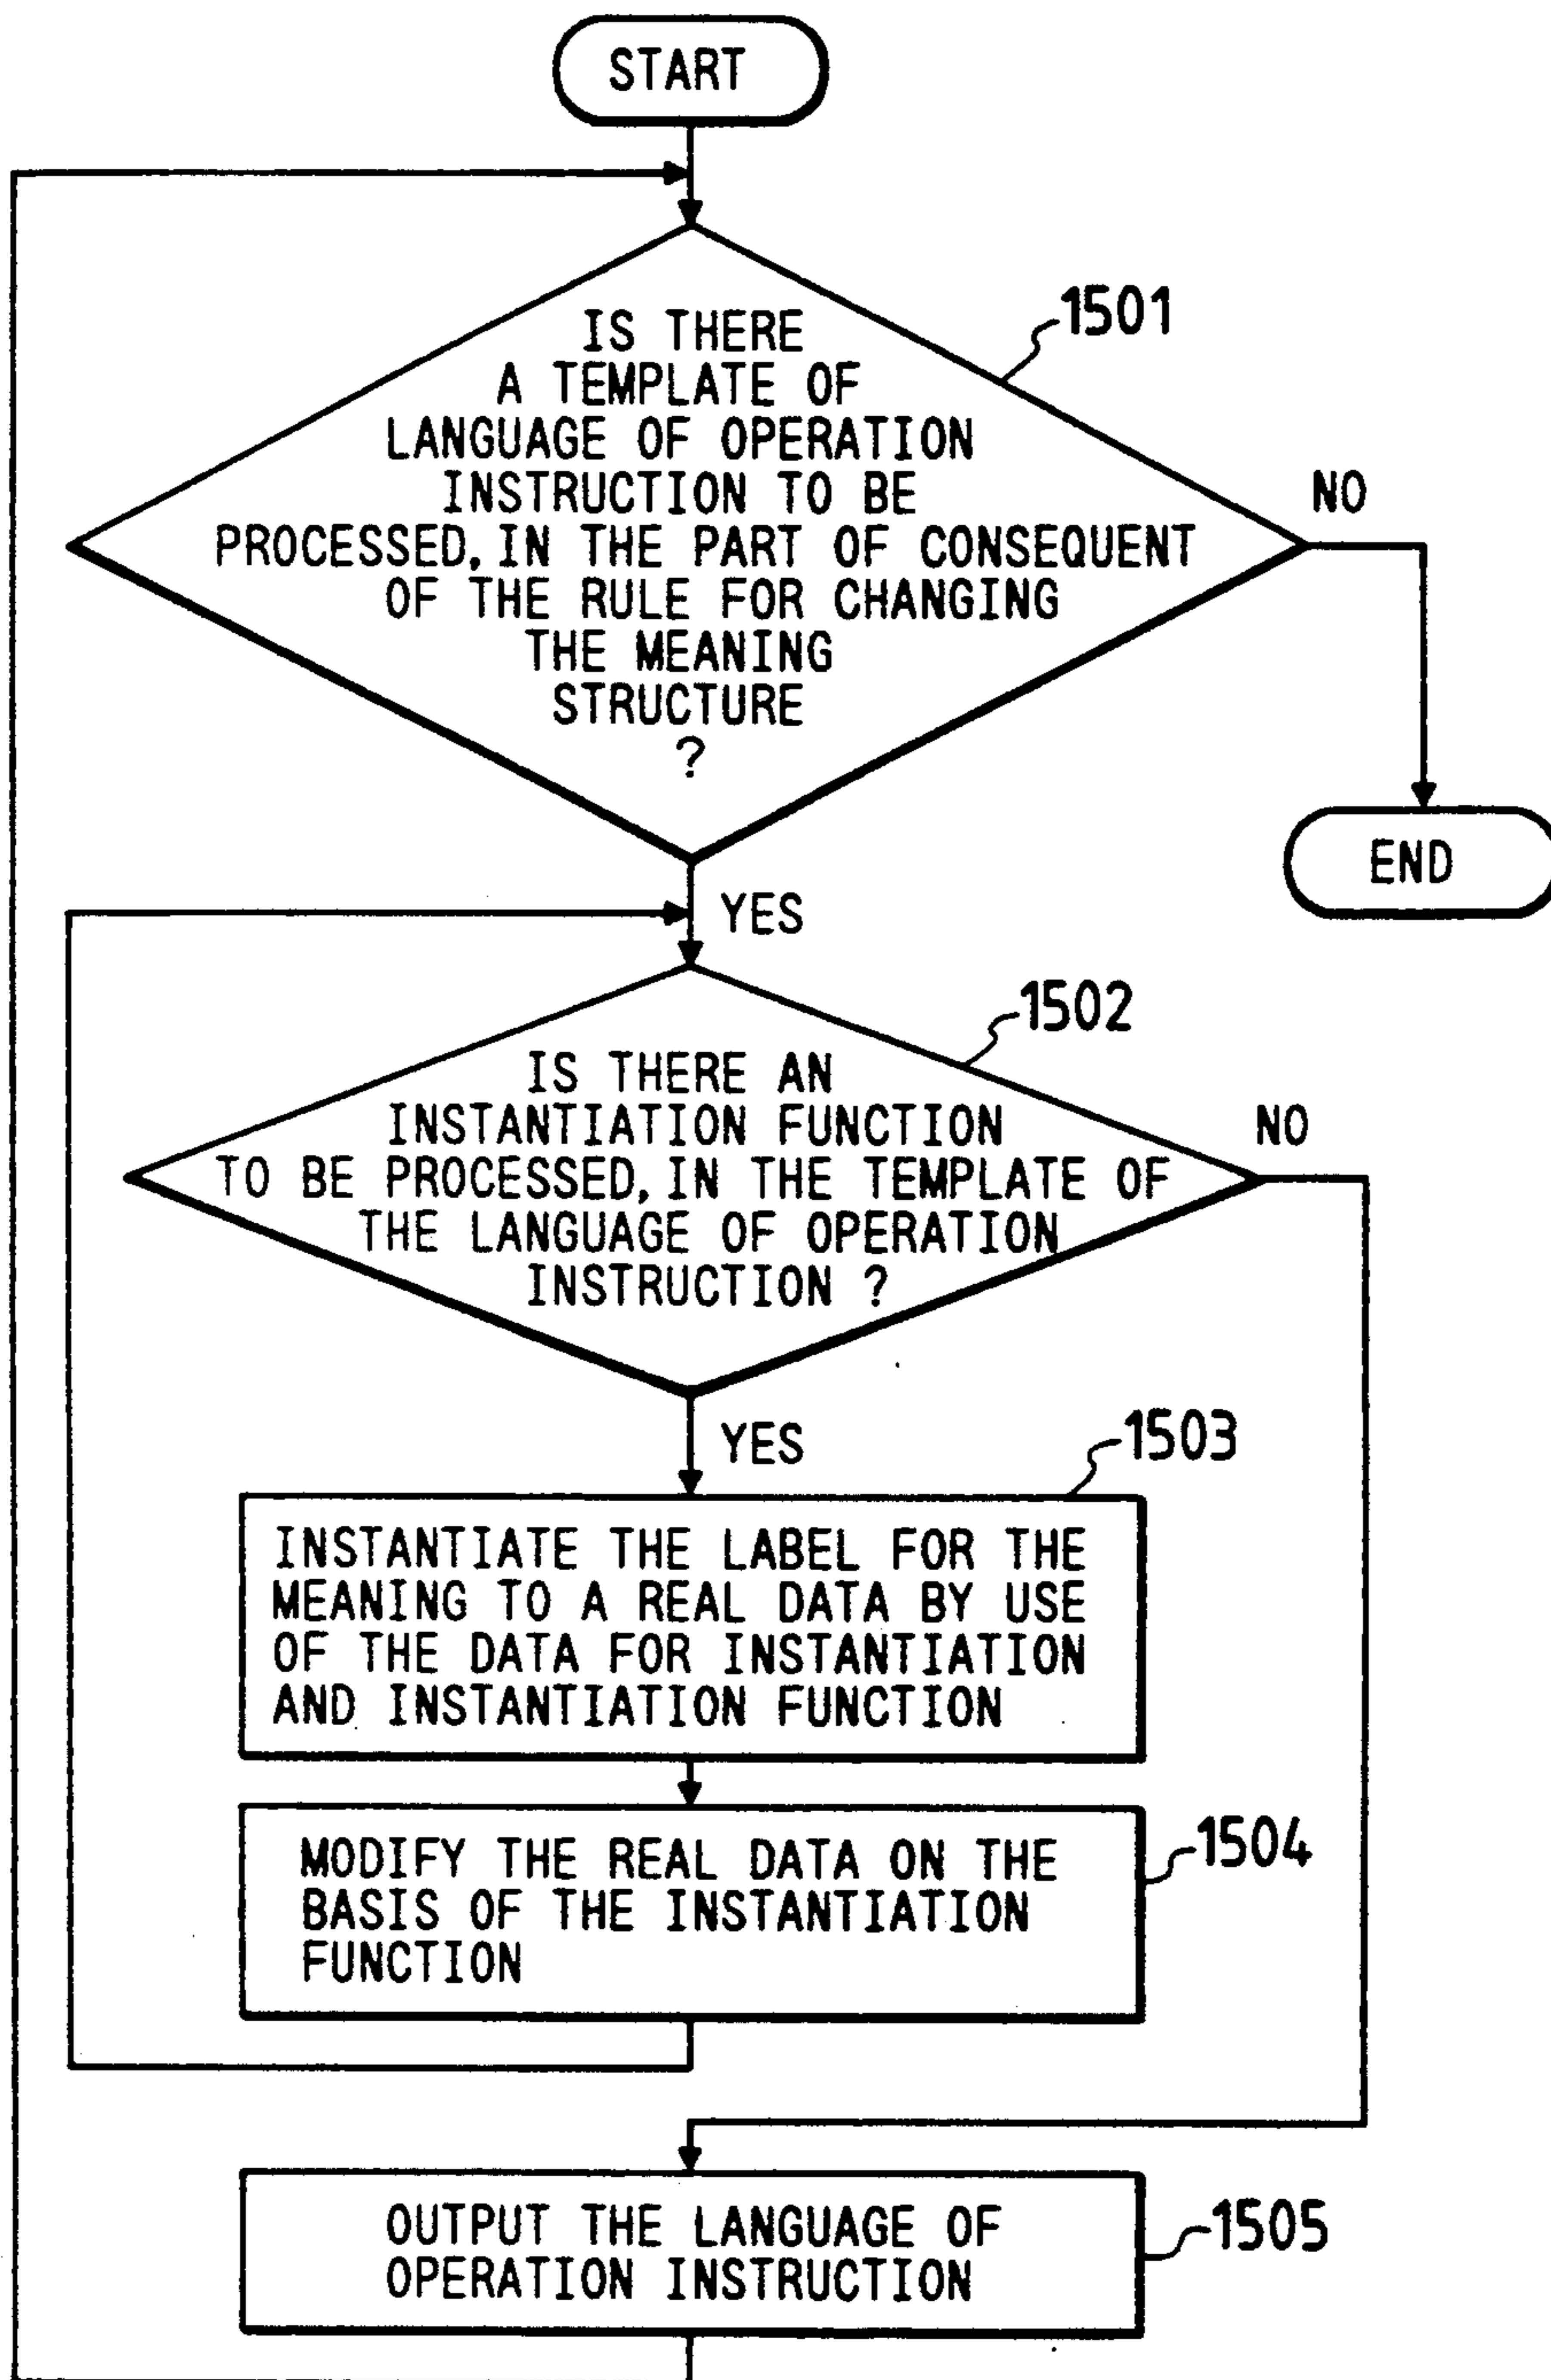 START
1501
IS THERE
A TEMPLATE OF
LANGUAGE OF OPERATION
INSTRUCTION TO BE
PROCESSED, IN THE PART OF CONSEQUENT
OF THE RULE FOR CHANGING
THE MEANING
STRUCTURE
?
NO
END
YES
1502
IS THERE AN
INSTANTIATION FUNCTION
TO BE PROCESSED, IN THE TEMPLATE OF
THE LANGUAGE OF OPERATION
INSTRUCTION ?
NO
YES
1503
INSTANTIATE THE LABEL FOR THE
MEANING TO A REAL DATA BY USE
OF THE DATA FOR INSTANTIATION
AND INSTANTIATION FUNCTION
1504
MODIFY THE REAL DATA ON THE
BASIS OF THE INSTANTIATION
FUNCTION
1505
OUTPUT THE LANGUAGE OF
OPERATION INSTRUCTION